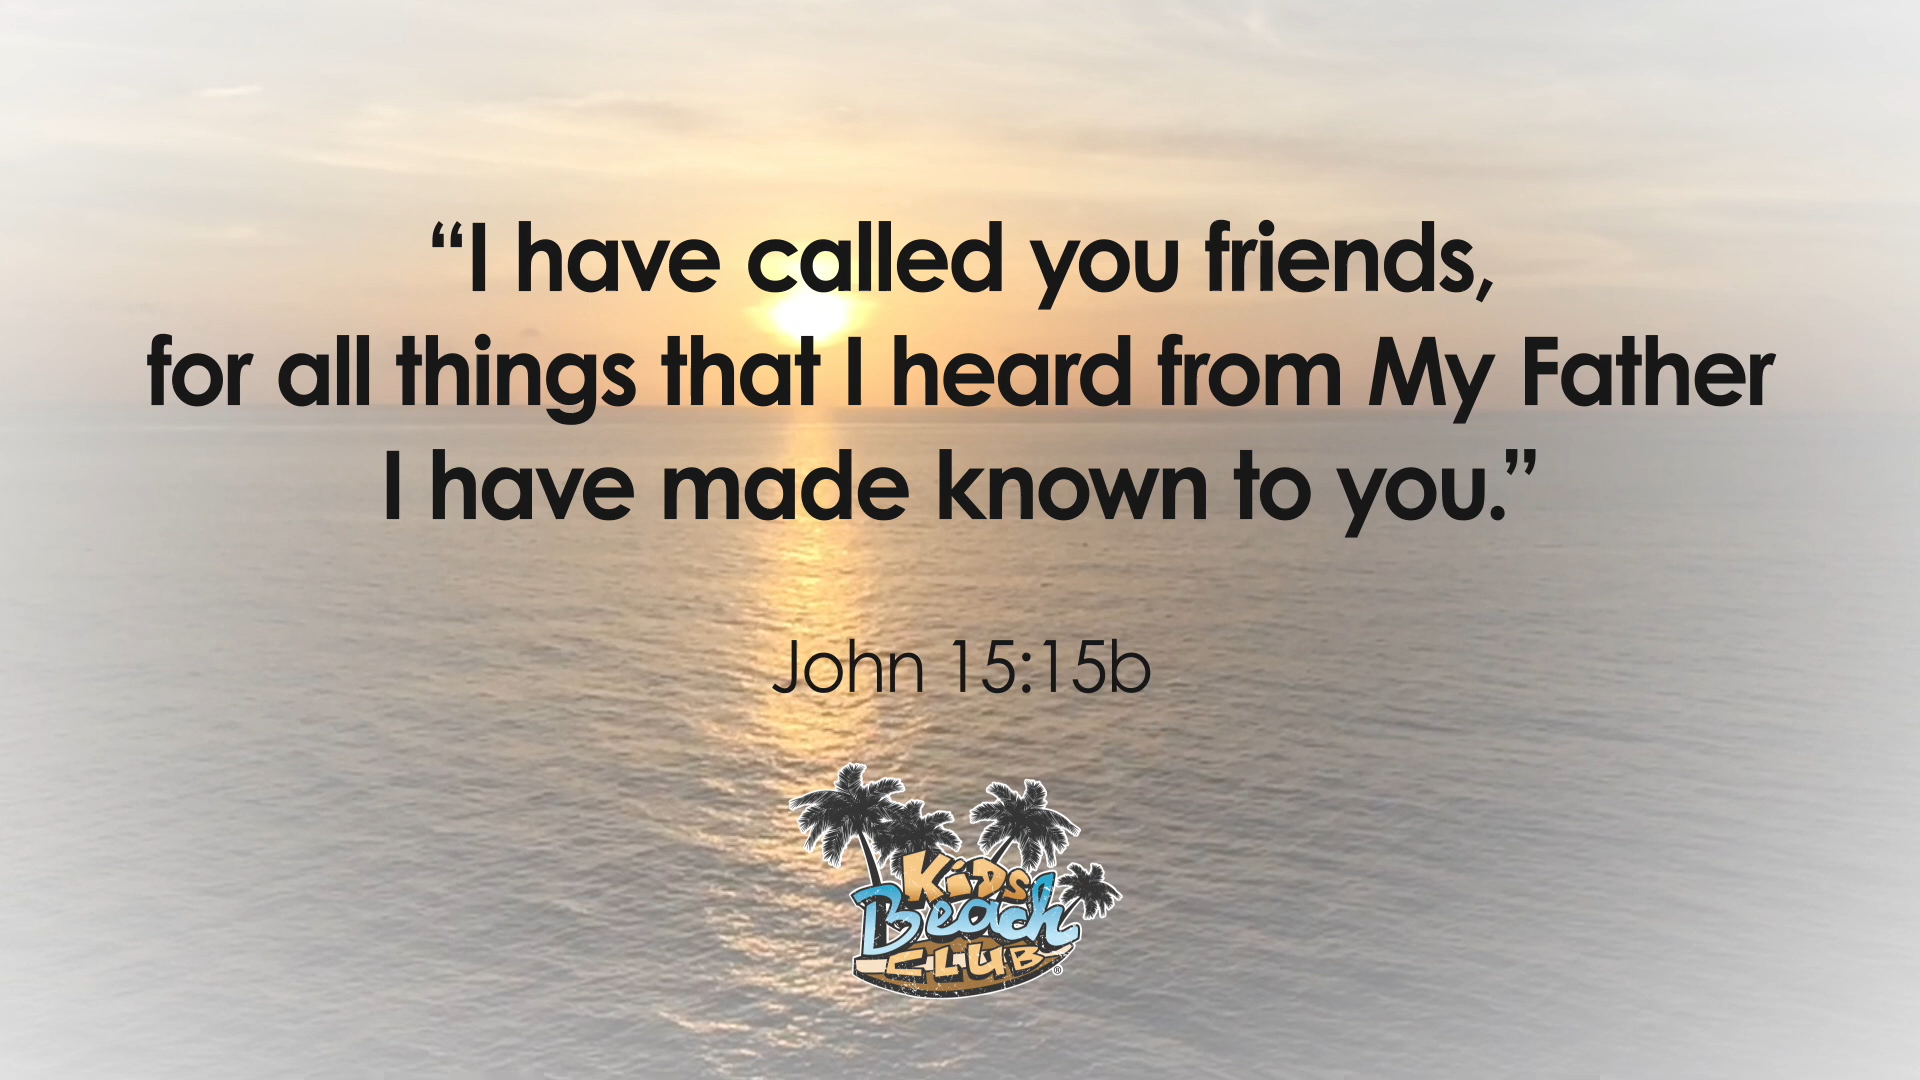 “I have called you friends,
for all things that I heard from My Father
I have made known to you.”
John 15:15b
KiDS
Beach
CLUB®